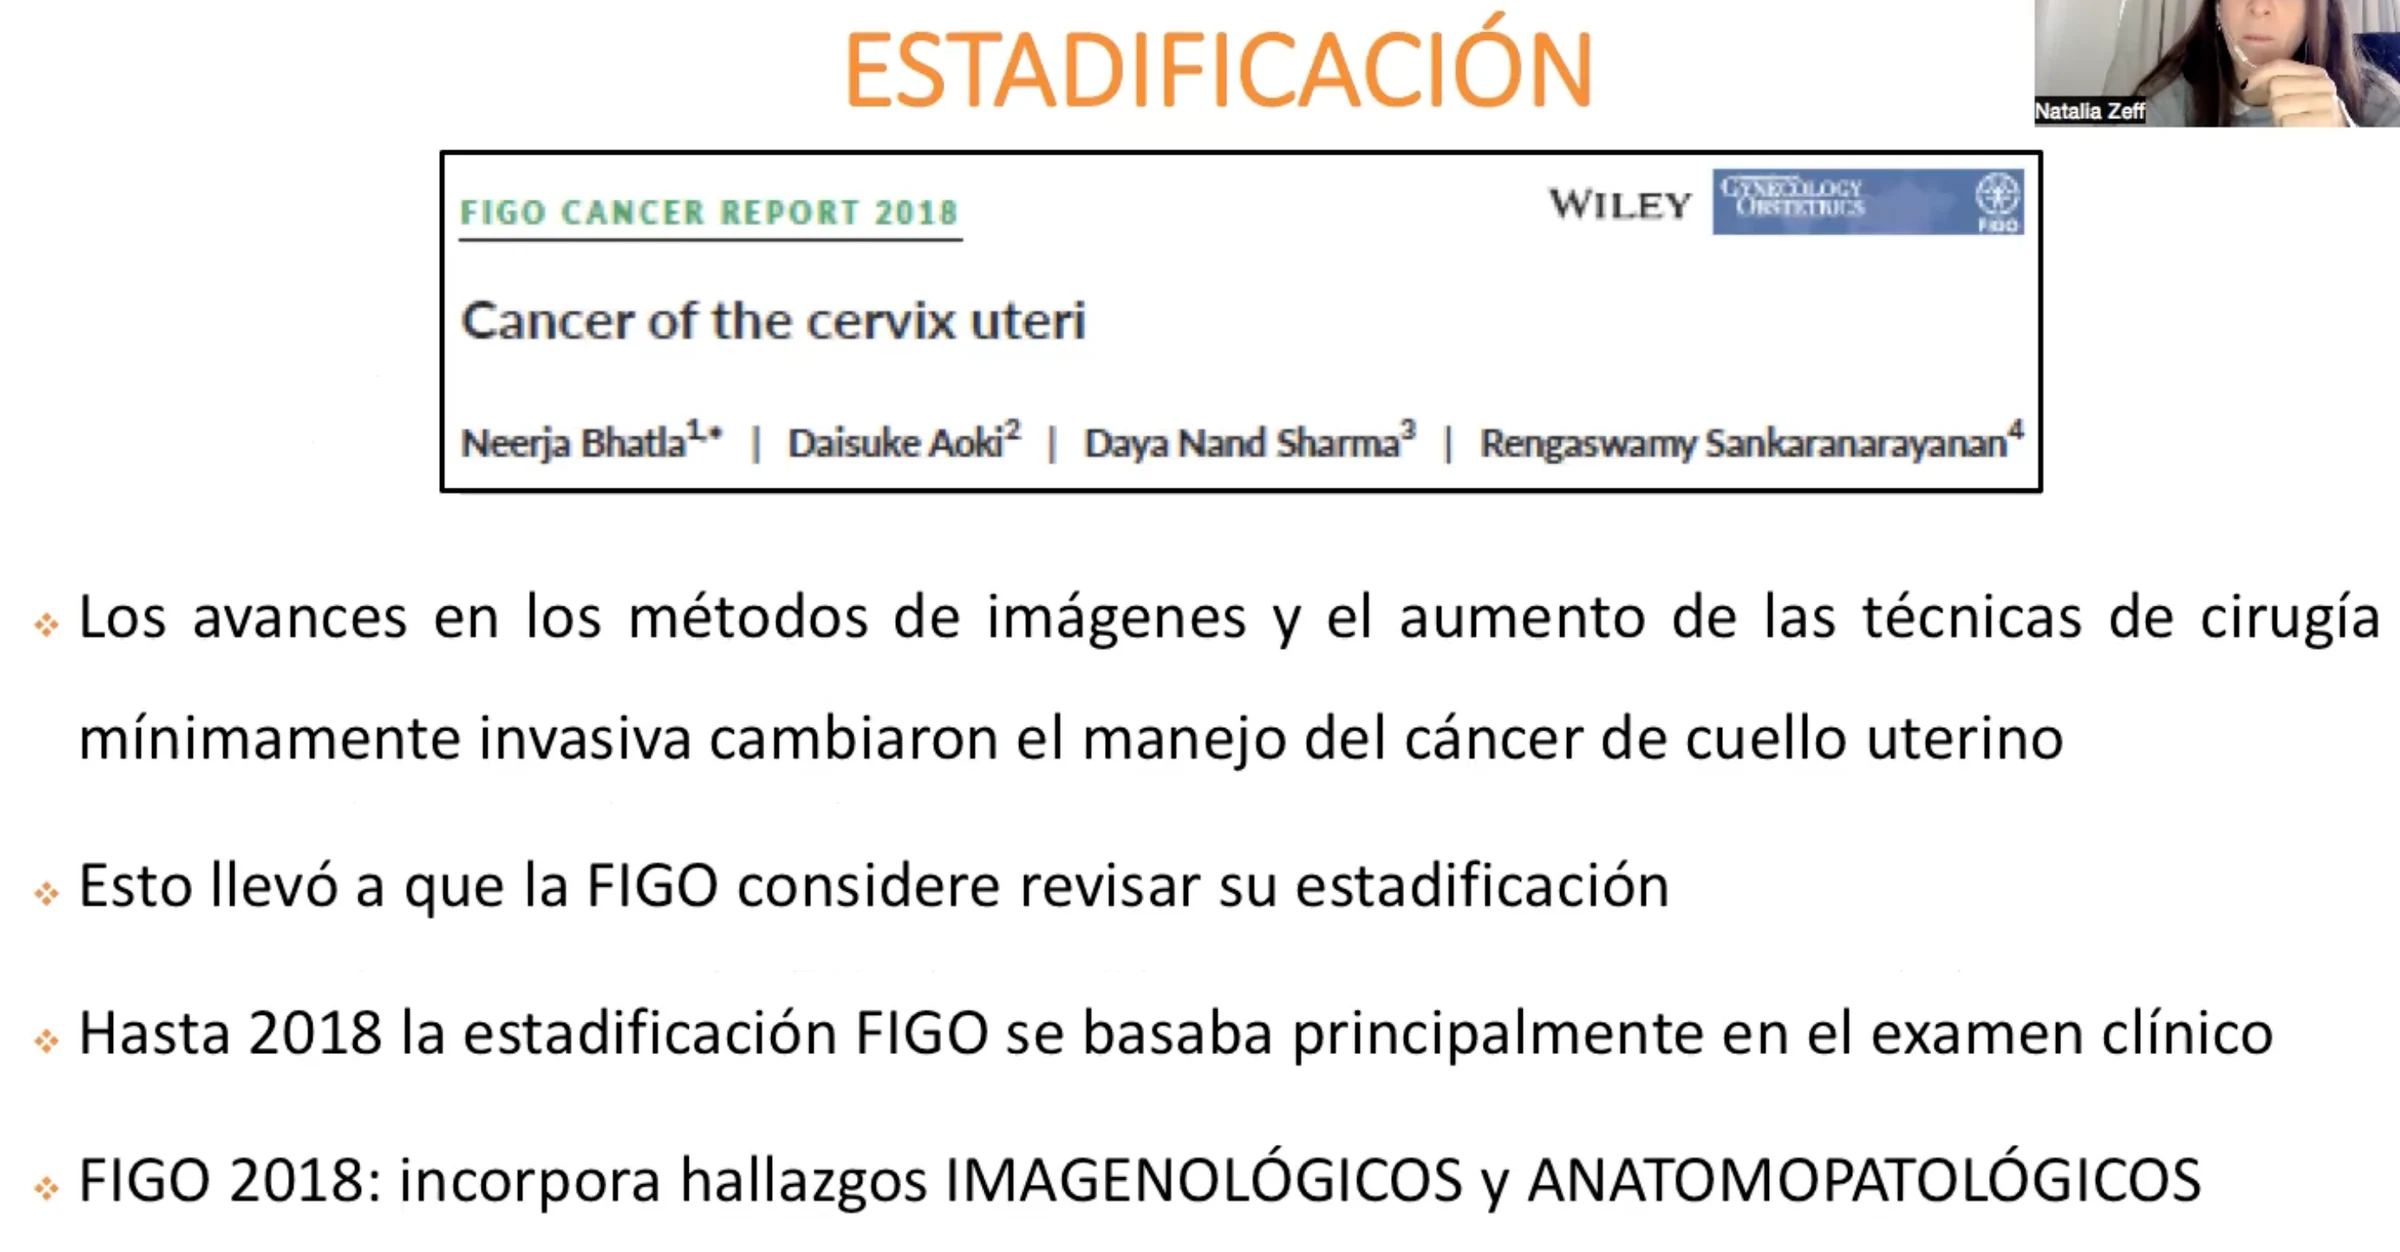 ESTADIFICACIÓN
Natalia Zeff
FIGO CANCER REPORT 2018
WILEY
GYNECOLOGY
OBSTETRICS
FIGO
Cancer of the cervix uteri
Neerja Bhatla1,* | Daisuke Aoki2 | Daya Nand Sharma3 | Rengaswamy Sankaranarayanan4
Los avances en los métodos de imágenes y el aumento de las técnicas de cirugía
mínimamente invasiva cambiaron el manejo del cáncer de cuello uterino
Esto llevó a que la FIGO considere revisar su estadificación
Hasta 2018 la estadificación FIGO se basaba principalmente en el examen clínico
FIGO 2018: incorpora hallazgos IMAGENOLÓGICOS y ANATOMOPATOLÓGICOS